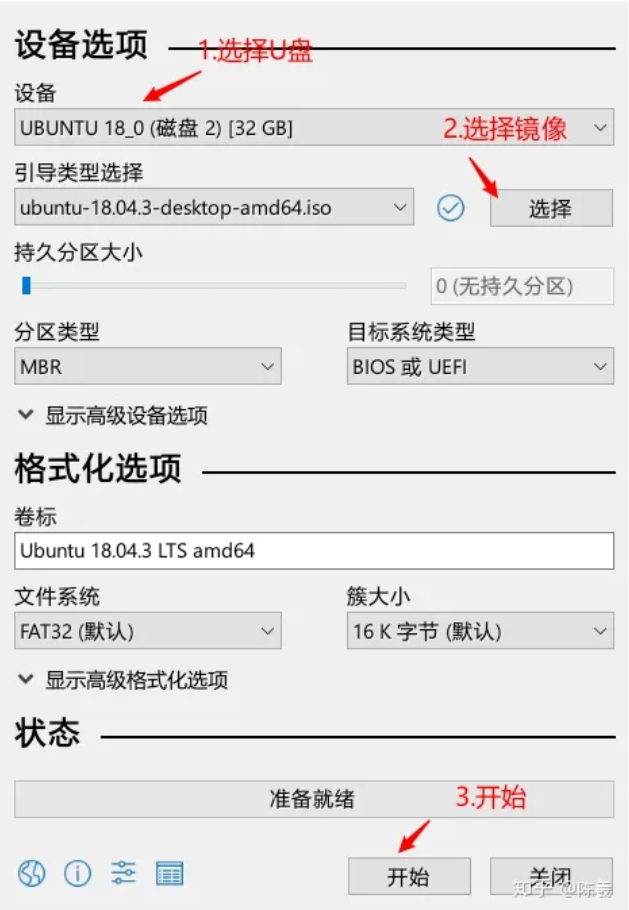 设备选项
1.选择U盘
设备
UBUNTU 18_0 (磁盘 2) [32 GB]
2.选择镜像
引导类型选择
ubuntu-18.04.3-desktop-amd64.iso
选择
持久分区大小
0 (无持久分区)
分区类型
目标系统类型
MBR
BIOS 或 UEFI
显示高级设备选项
格式化选项
卷标
Ubuntu 18.04.3 LTS amd64
文件系统
簇大小
FAT32 (默认)
16 K 字节 (默认)
显示高级格式化选项
状态
准备就绪
3.开始
开始
关闭
知乎 @陈